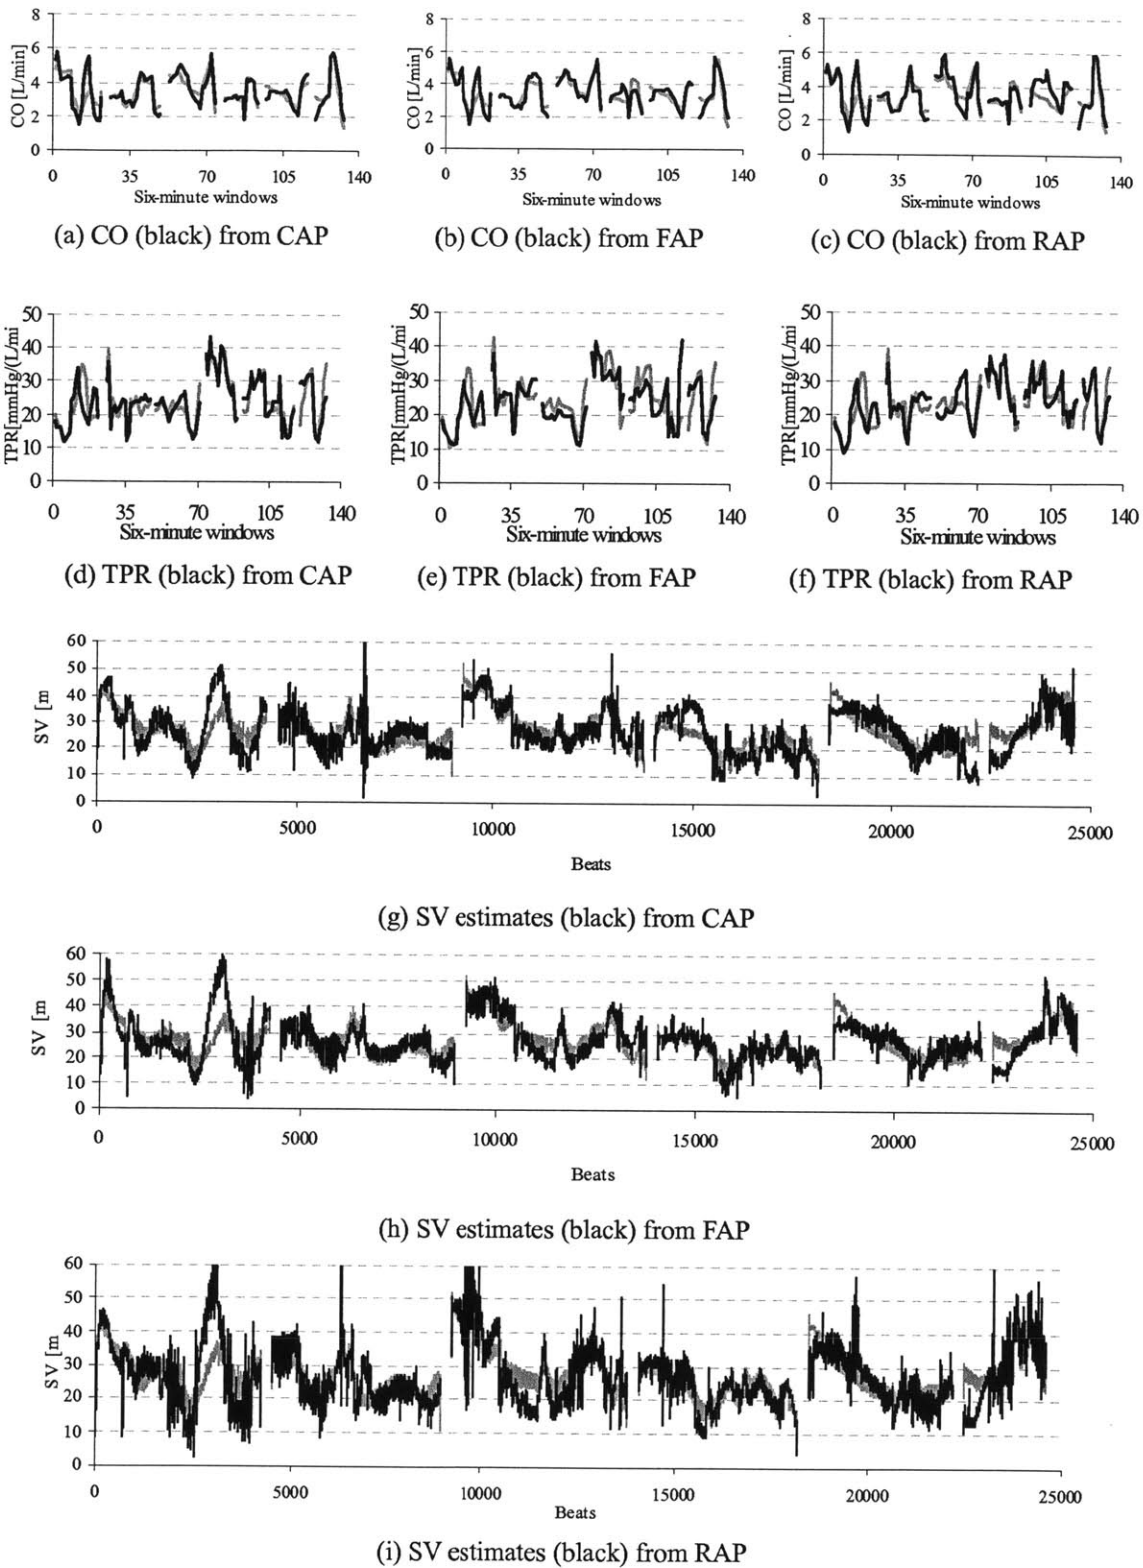 8
6
4
2
0
CO [L/min]
0 35 70 105 140
Six-minute windows
(a) CO (black) from CAP
8
6
4
2
0
CO [L/min]
0 35 70 105 140
Six-minute windows
(b) CO (black) from FAP
8
6
4
2
0
CO [L/min]
0 35 70 105 140
Six-minute windows
(c) CO (black) from RAP
50
40
30
20
10
0
TPR[mmHg/(L/mi
0 35 70 105 140
Six-minute windows
(d) TPR (black) from CAP
50
40
30
20
10
0
TPR[mmHg/(L/mi
0 35 70 105 140
Six-minute windows
(e) TPR (black) from FAP
50
40
30
20
10
0
TPR[mmHg/(L/mi
0 35 70 105 140
Six-minute windows
(f) TPR (black) from RAP
60
50
40
30
20
10
0
SV [m
0 5000 10000 15000 20000 25000
Beats
(g) SV estimates (black) from CAP
60
50
40
30
20
10
0
SV [m
0 5000 10000 15000 20000 25000
Beats
(h) SV estimates (black) from FAP
60
50
40
30
20
10
0
SV [m
0 5000 10000 15000 20000 25000
Beats
(i) SV estimates (black) from RAP